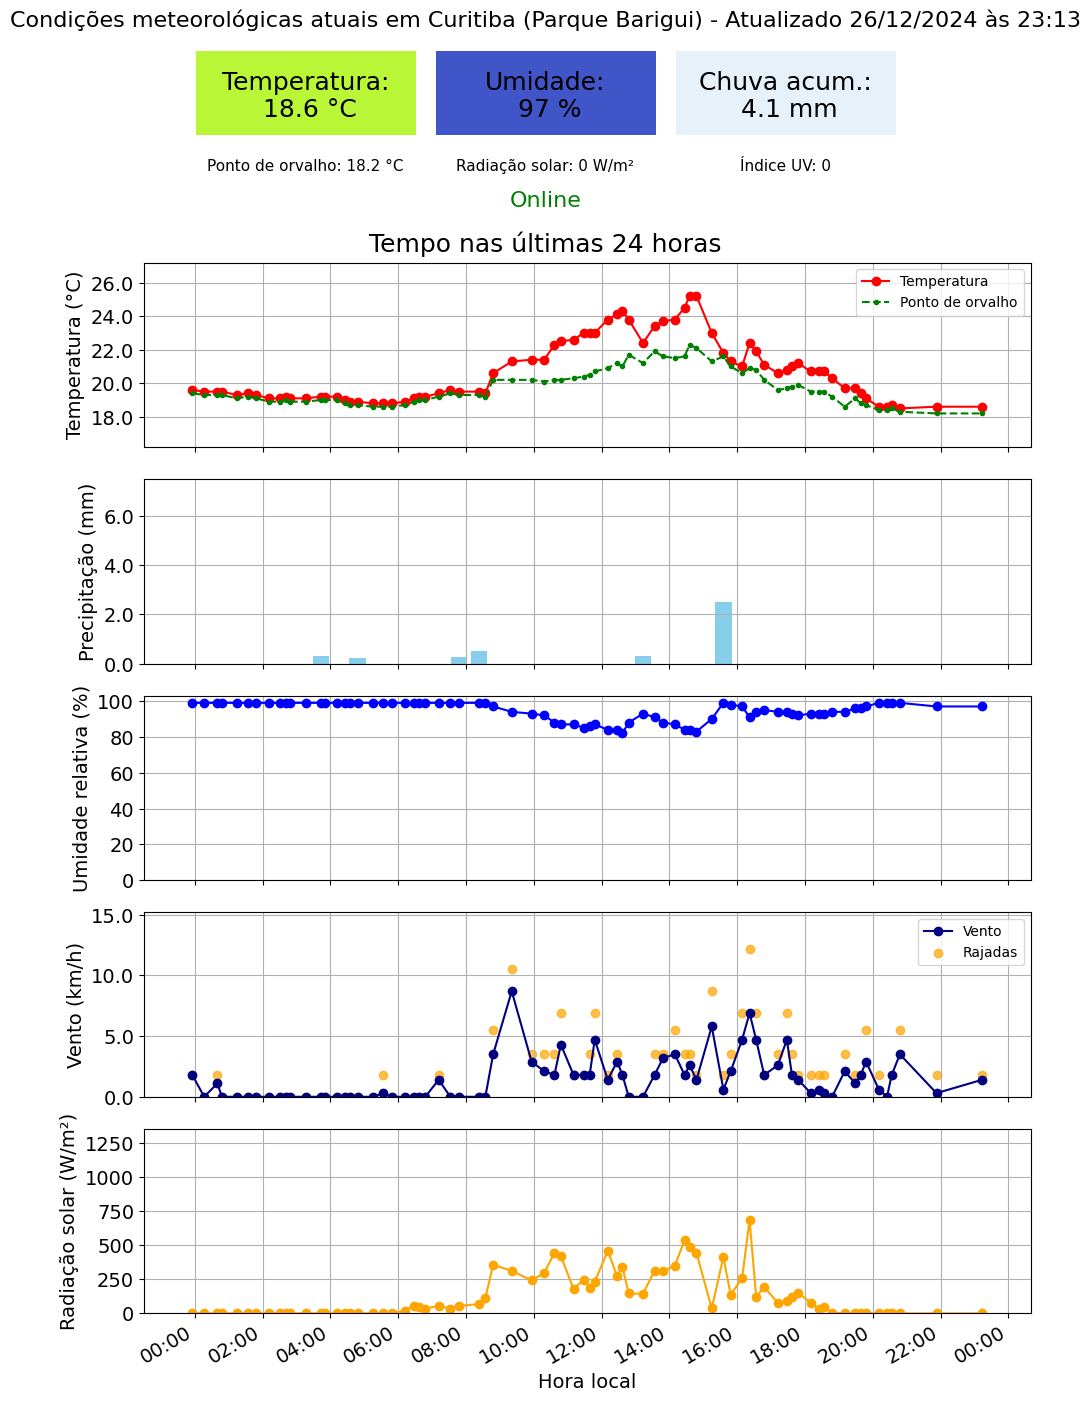 Condições meteorológicas atuais em Curitiba (Parque Barigui) - Atualizado 26/12/2024 às 23:13
Temperatura:
18.6 °C
Umidade:
97 %
Chuva acum.:
4.1 mm
Ponto de orvalho: 18.2 °C
Radiação solar: 0 W/m²
Índice UV: 0
Online
Tempo nas últimas 24 horas
Temperatura (°C)
26.0
24.0
22.0
20.0
18.0
Temperatura
Ponto de orvalho
Precipitação (mm)
6.0
4.0
2.0
0.0
Umidade relativa (%)
100
80
60
40
20
0
Vento (km/h)
15.0
10.0
5.0
0.0
Vento
Rajadas
Radiação solar (W/m²)
1250
1000
750
500
250
0
00:00
02:00
04:00
06:00
08:00
10:00
12:00
14:00
16:00
18:00
20:00
22:00
00:00
Hora local